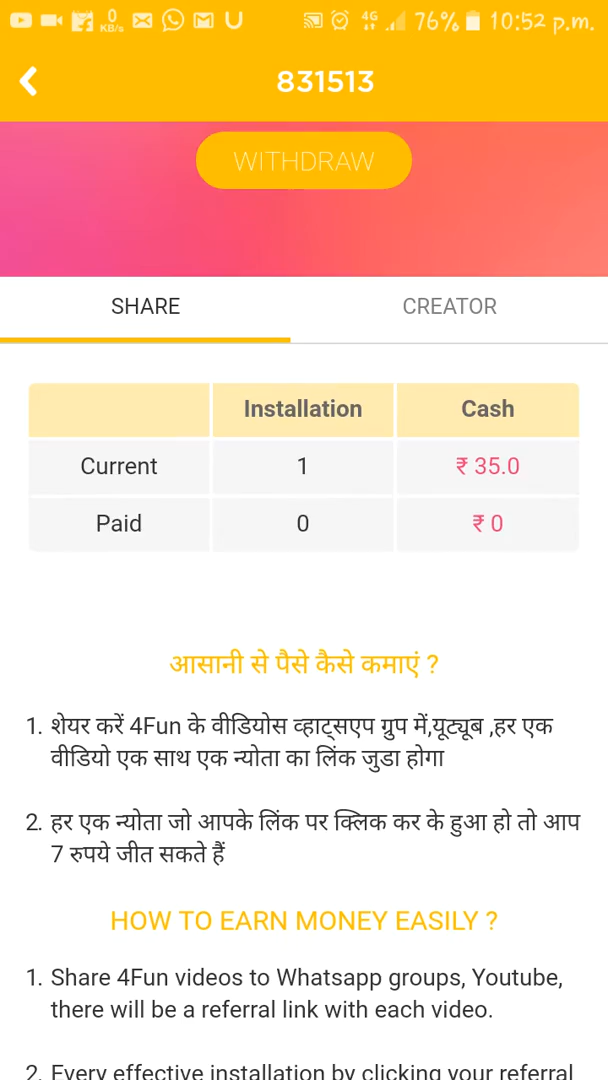 0
KB/s
4G
76%
10:52 p.m.
831513
WITHDRAW
SHARE
CREATOR
Installation
Cash
Current
1
₹ 35.0
Paid
0
₹ 0
आसानी से पैसे कैसे कमाएं ?
1. शेयर करें 4Fun के वीडियोस व्हाट्सएप ग्रुप में,यूट्यूब ,हर एक
वीडियो एक साथ एक न्योता का लिंक जुडा होगा
2. हर एक न्योता जो आपके लिंक पर क्लिक कर के हुआ हो तो आप
7 रुपये जीत सकते हैं
HOW TO EARN MONEY EASILY ?
1. Share 4Fun videos to Whatsapp groups, Youtube,
there will be a referral link with each video.
2. Every effective installation by clicking your referral